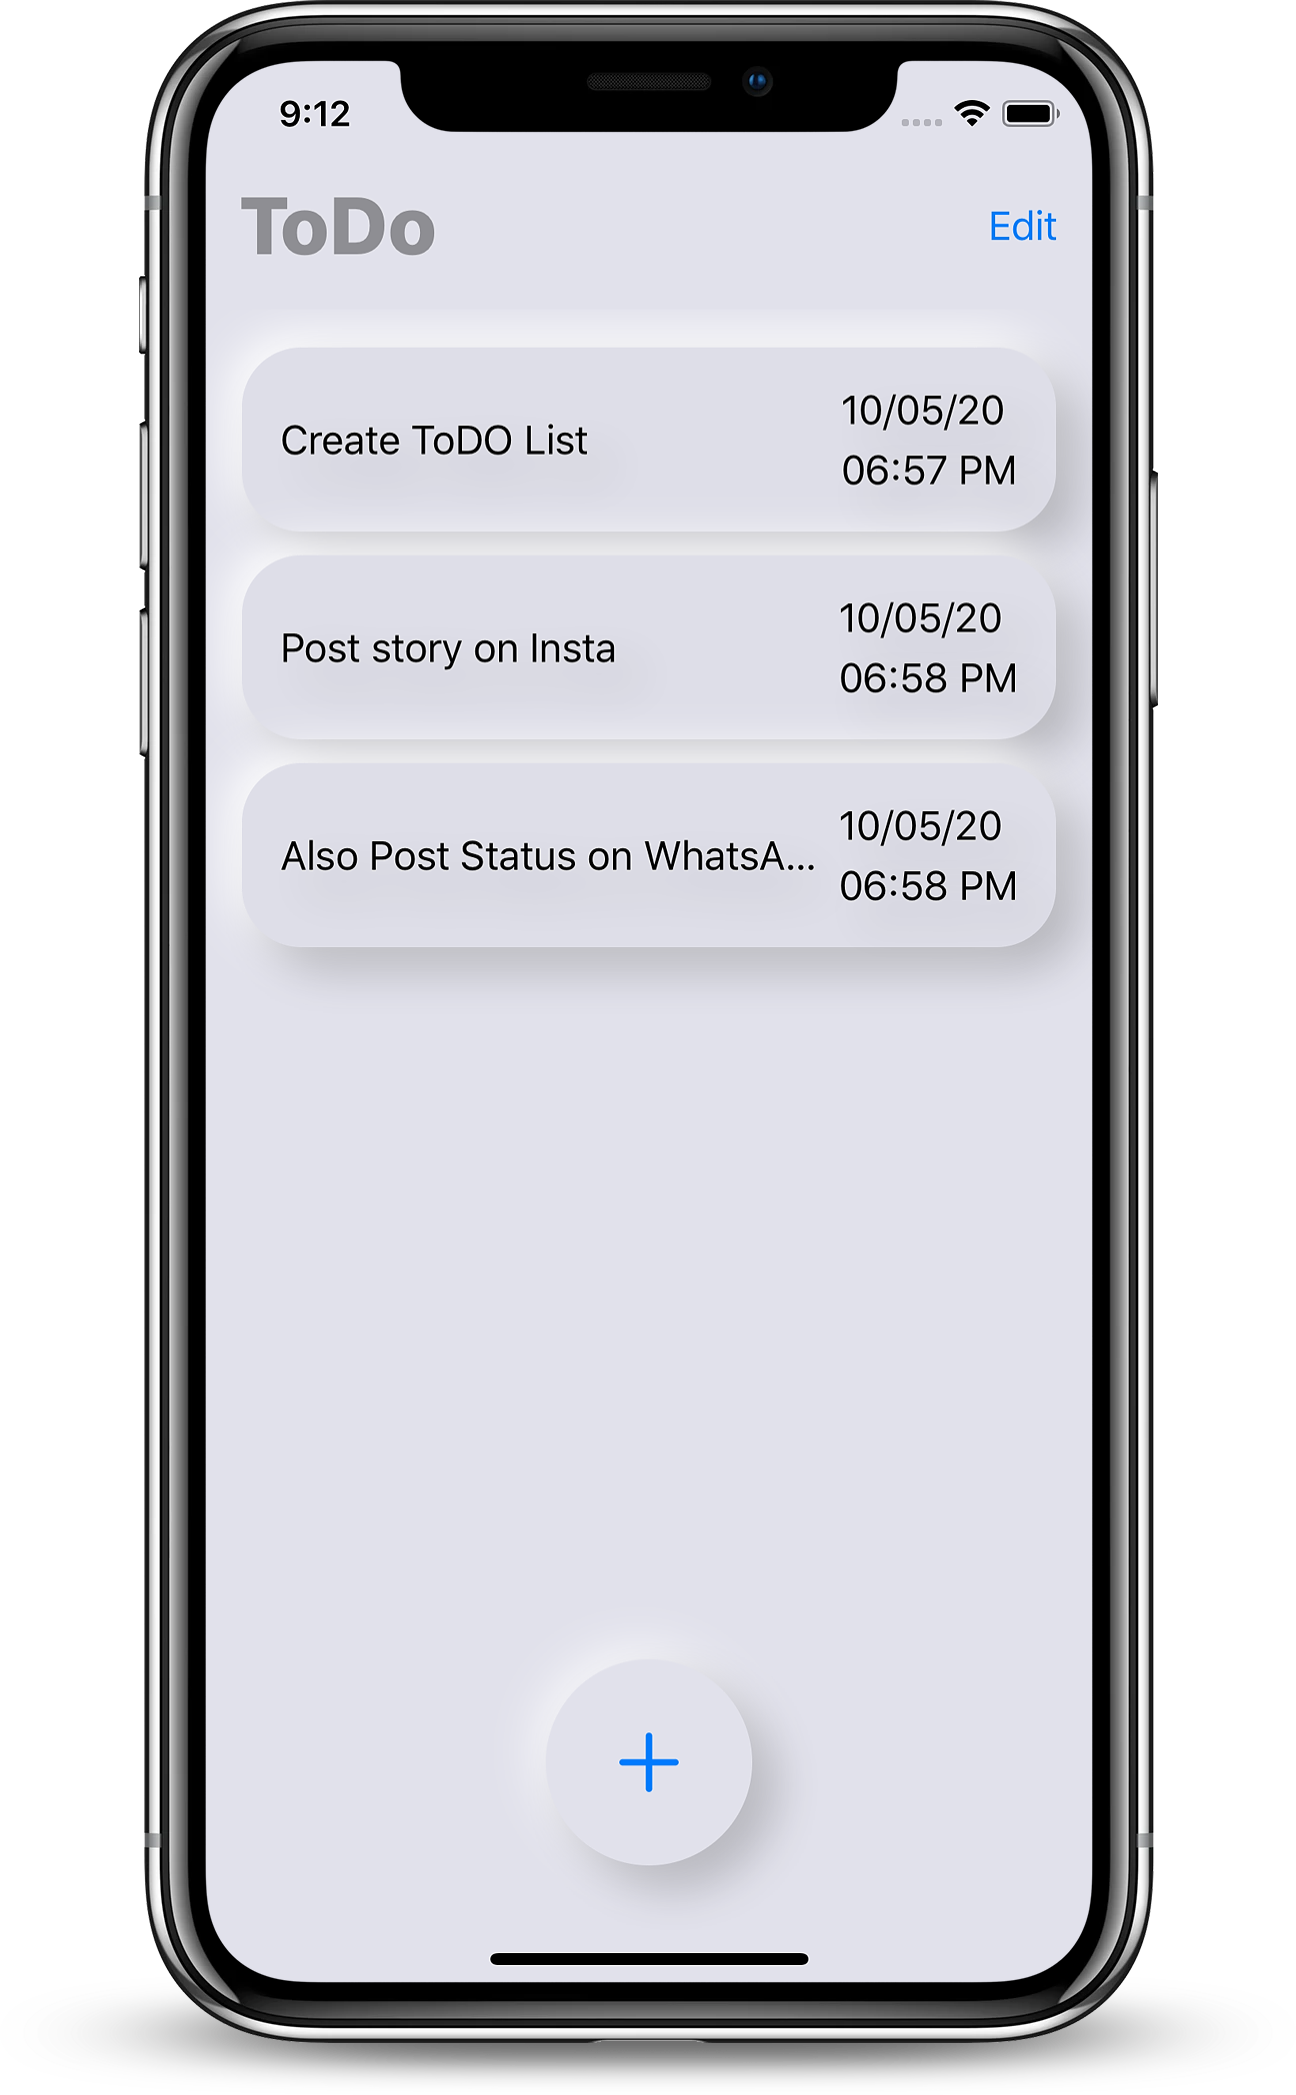 9:12
ToDo
Edit
Create ToDO List
10/05/20
06:57 PM
Post story on Insta
10/05/20
06:58 PM
Also Post Status on WhatsA...
10/05/20
06:58 PM